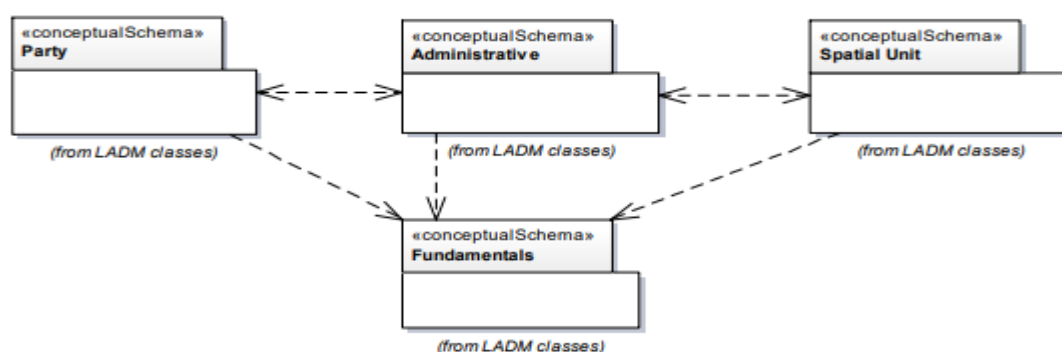 «conceptualSchema»
Party
(from LADM classes)
«conceptualSchema»
Administrative
(from LADM classes)
«conceptualSchema»
Spatial Unit
(from LADM classes)
«conceptualSchema»
Fundamentals
(from LADM classes)